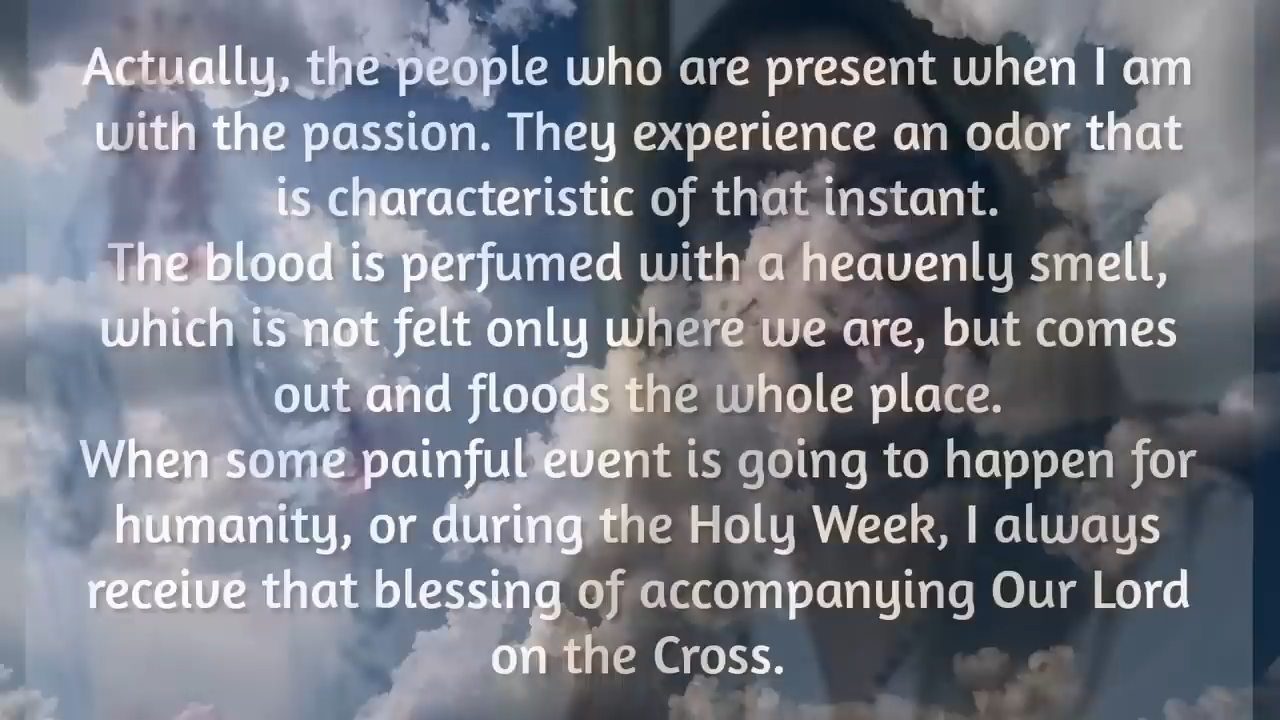 Actually, the people who are present when I am
with the passion. They experience an odor that
is characteristic of that instant.
The blood is perfumed with a heavenly smell,
which is not felt only where we are, but comes
out and floods the whole place.
When some painful event is going to happen for
humanity, or during the Holy Week, I always
receive that blessing of accompanying Our Lord
on the Cross.